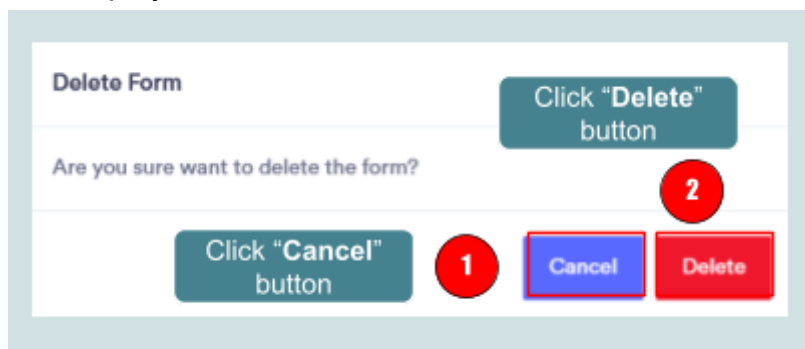 Delete Form
Click “Delete”
button
Are you sure want to delete the form?
2
Click “Cancel”
button
1
Cancel
Delete